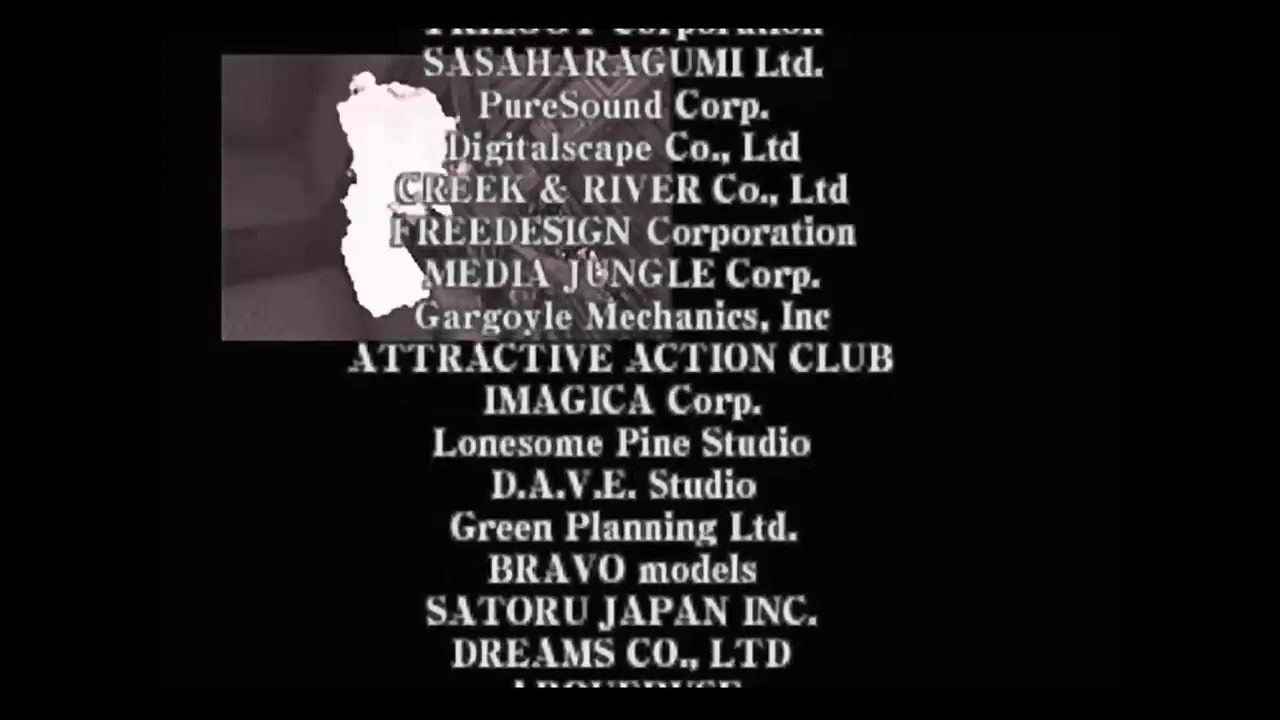 TRILOGY Corporation
SASAHARAGUMI Ltd.
PureSound Corp.
Digitalscape Co., Ltd
CREEK & RIVER Co., Ltd
FREEDESIGN Corporation
MEDIA JUNGLE Corp.
Gargoyle Mechanics, Inc
ATTRACTIVE ACTION CLUB
IMAGICA Corp.
Lonesome Pine Studio
D.A.V.E. Studio
Green Planning Ltd.
BRAVO models
SATORU JAPAN INC.
DREAMS CO., LTD